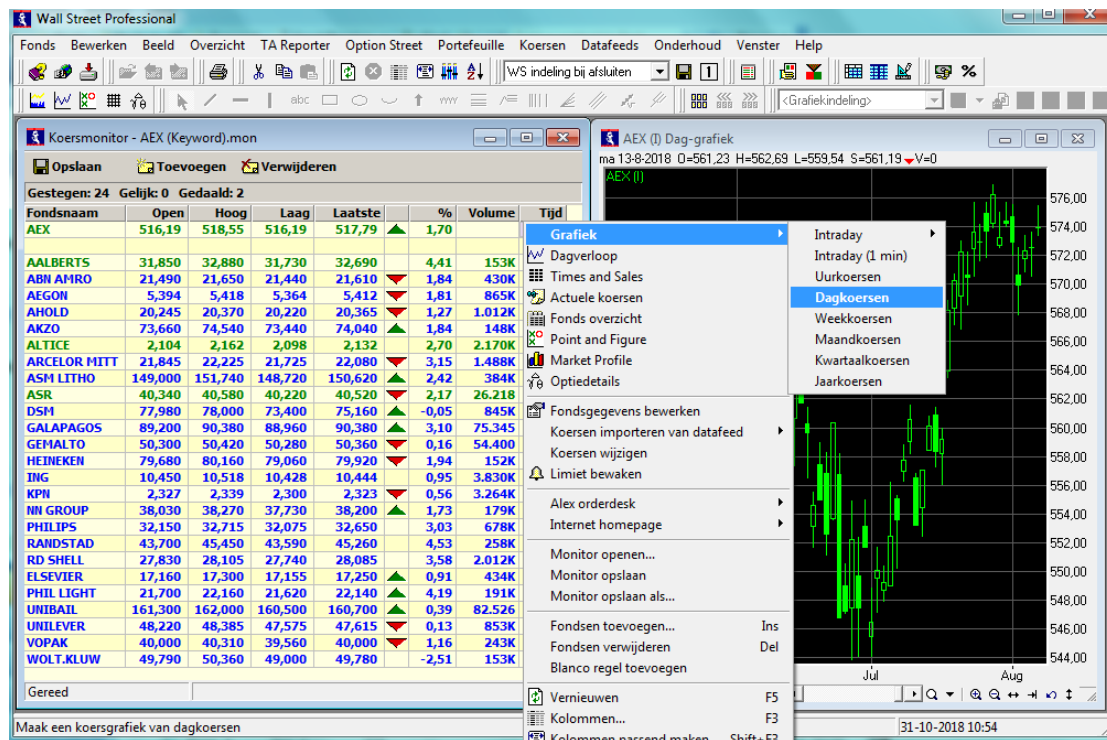 Wall Street Professional
Fonds Bewerken Beeld Overzicht TA Reporter Option Street Portefeuille Koersen Datafeeds Onderhoud Venster Help
WS indeling bij afsluiten 1 %
abc <Grafiekindeling>
Koersmonitor - AEX (Keyword).mon
Opslaan Toevoegen Verwijderen
Gestegen: 24 Gelijk: 0 Gedaald: 2
Fondsnaam Open Hoog Laag Laatste % Volume Tijd
AEX 516,19 518,55 516,19 517,79 1,70
AALBERTS 31,850 32,880 31,730 32,690 4,41 153K
ABN AMRO 21,490 21,650 21,440 21,610 1,84 430K
AEGON 5,394 5,418 5,364 5,412 1,81 865K
AHOLD 20,245 20,370 20,220 20,365 1,27 1.012K
AKZO 73,660 74,540 73,440 74,040 1,84 148K
ALTICE 2,104 2,162 2,098 2,132 2,70 2.170K
ARCELOR MITT 21,845 22,225 21,725 22,080 3,15 1.488K
ASM LITHO 149,000 151,740 148,720 150,620 2,42 384K
ASR 40,340 40,580 40,220 40,520 2,17 26.218
DSM 77,980 78,000 73,400 75,160 -0,05 845K
GALAPAGOS 89,200 90,380 88,960 90,380 3,10 75.345
GEMALTO 50,300 50,420 50,280 50,360 0,16 54.400
HEINEKEN 79,680 80,160 79,060 79,920 1,94 152K
ING 10,450 10,518 10,428 10,444 0,95 3.830K
KPN 2,327 2,339 2,300 2,323 0,56 3.264K
NN GROUP 38,030 38,270 37,730 38,200 1,73 179K
PHILIPS 32,150 32,715 32,075 32,650 3,03 678K
RANDSTAD 43,700 45,450 43,590 45,260 4,53 258K
RD SHELL 27,830 28,105 27,740 28,085 3,58 2.012K
ELSEVIER 17,160 17,300 17,155 17,250 0,91 434K
PHIL LIGHT 21,700 22,160 21,620 22,140 4,19 191K
UNIBAIL 161,300 162,000 160,500 160,700 0,39 82.526
UNILEVER 48,220 48,385 47,575 47,615 0,13 853K
VOPAK 40,000 40,310 39,560 40,000 1,16 243K
WOLT.KLUW 49,790 50,360 49,000 49,780 -2,51 153K
Gereed
Grafiek
Dagverloop
Times and Sales
Actuele koersen
Fonds overzicht
Point and Figure
Market Profile
Optiedetails
Fondsgegevens bewerken
Koersen importeren van datafeed
Koersen wijzigen
Limiet bewaken
Alex orderdesk
Internet homepage
Monitor openen...
Monitor opslaan
Monitor opslaan als...
Fondsen toevoegen... Ins
Fondsen verwijderen Del
Blanco regel toevoegen
Vernieuwen F5
Kolommen... F3
Kolommen passend maken Shift+F3
Intraday
Intraday (1 min)
Uurkoersen
Dagkoersen
Weekkoersen
Maandkoersen
Kwartaalkoersen
Jaarkoersen
AEX (I) Dag-grafiek
ma 13-8-2018 O=561,23 H=562,69 L=559,54 S=561,19 V=0
AEX (I)
576,00
574,00
572,00
570,00
568,00
566,00
564,00
562,00
560,00
558,00
556,00
554,00
552,00
550,00
548,00
546,00
544,00
Jul Aug
Maak een koersgrafiek van dagkoersen 31-10-2018 10:54